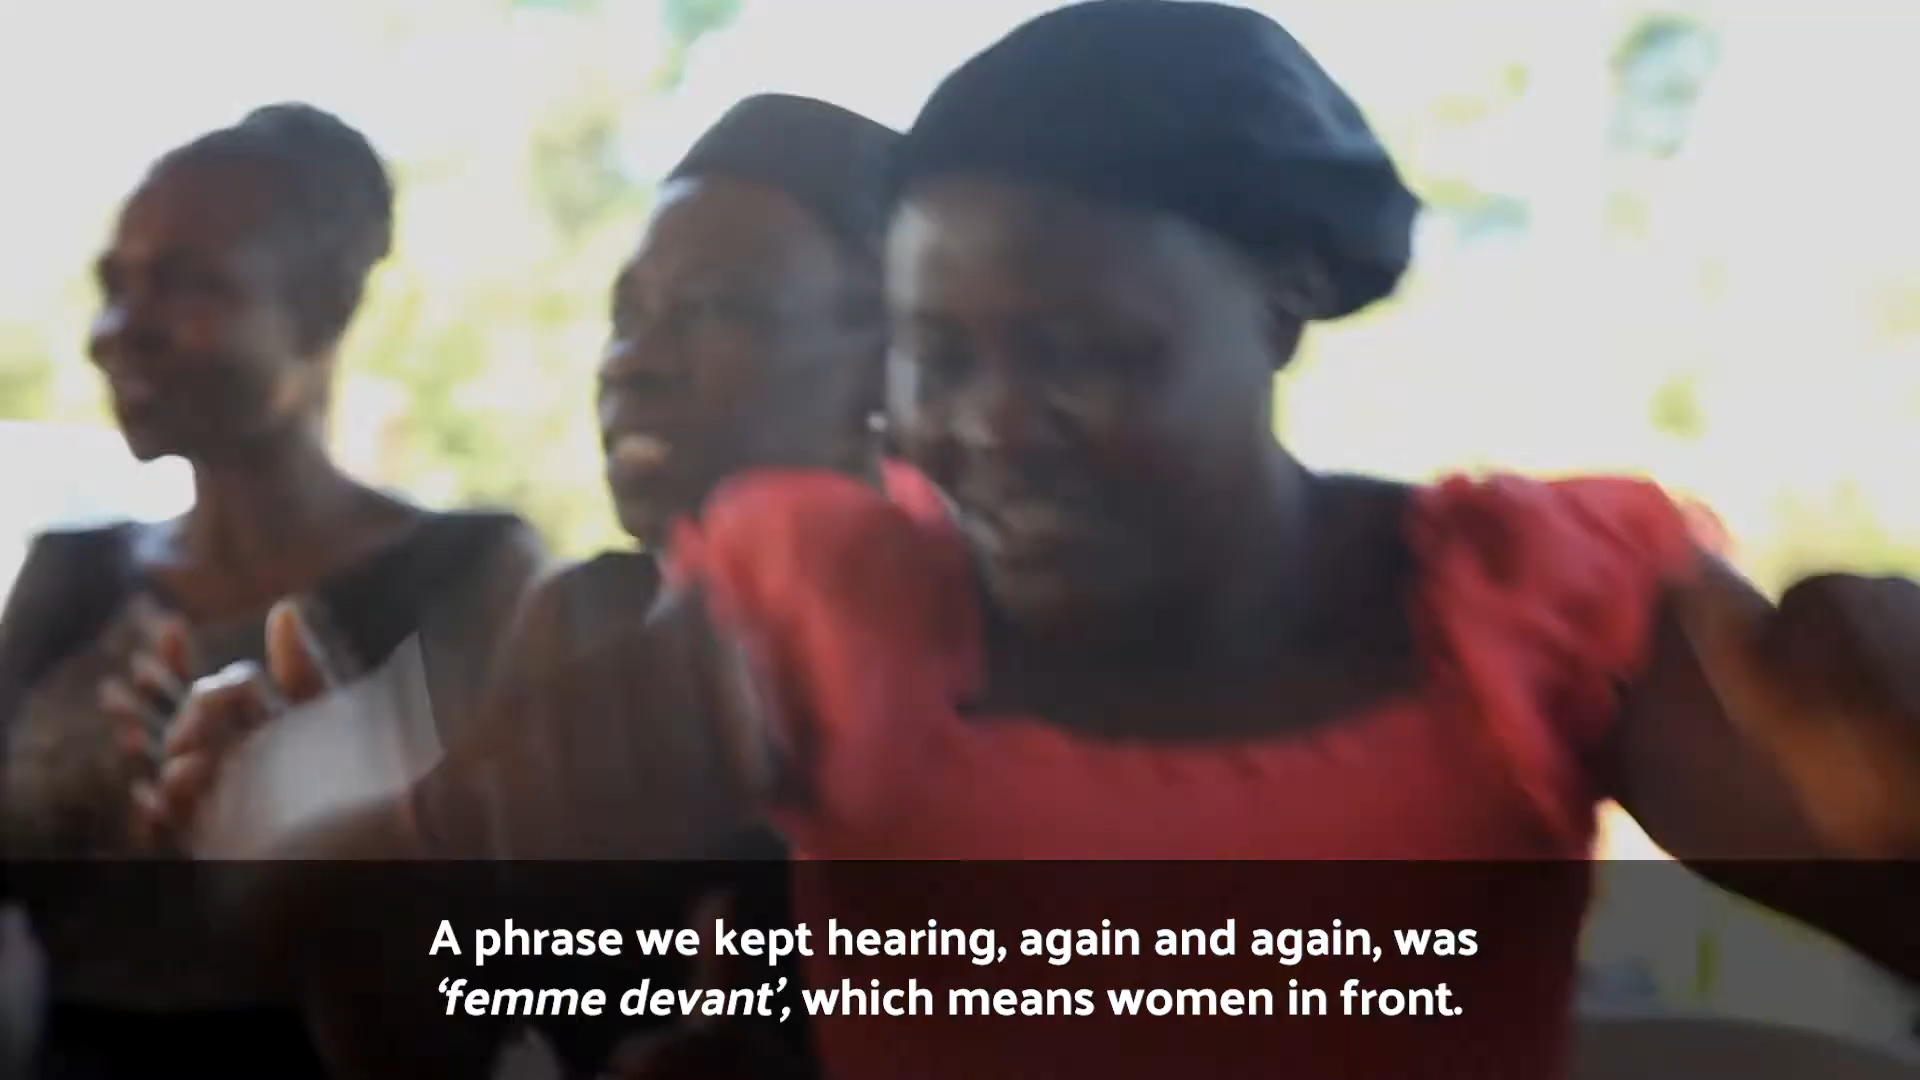 A phrase we kept hearing, again and again, was
‘femme devant’, which means women in front.